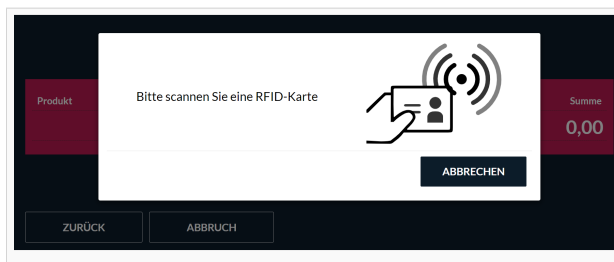 Bitte scannen Sie eine RFID-Karte
Produkt
Summe
0,00
ABBRECHEN
ZURÜCK
ABBRUCH